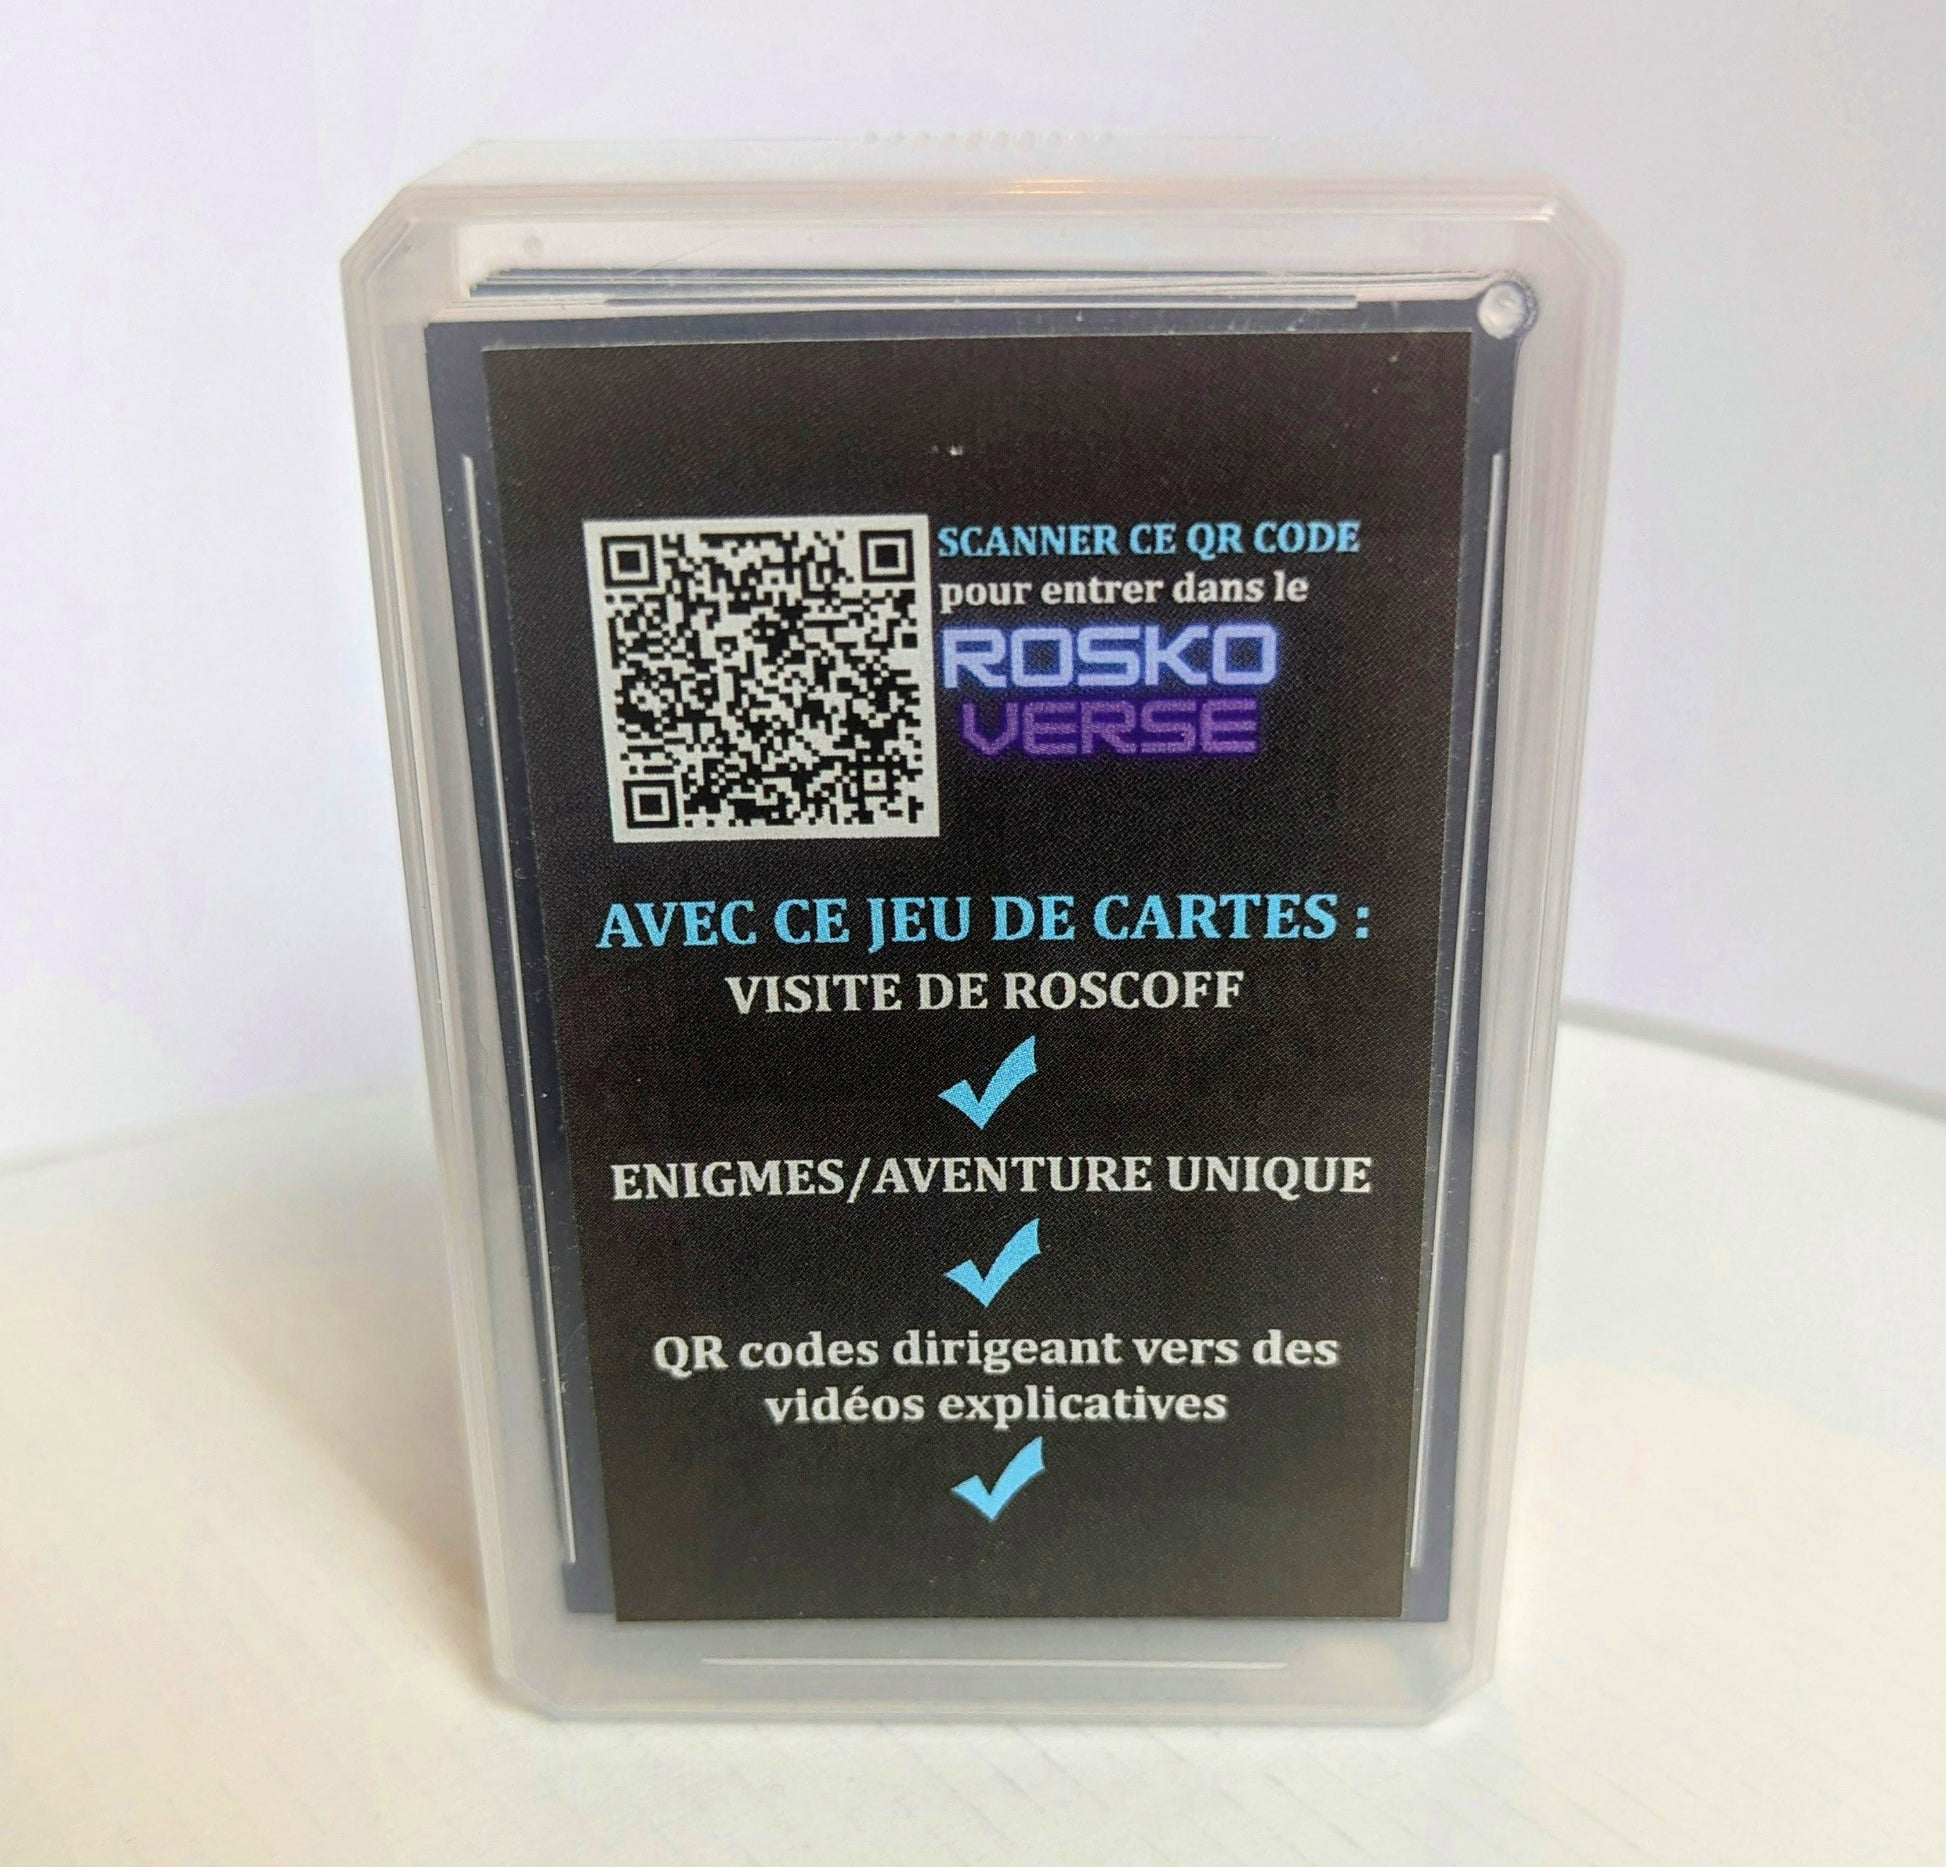 SCANNER CE QR CODE
pour entrer dans le
ROSKO
VERSE
AVEC CE JEU DE CARTES :
VISITE DE ROSCOFF
ENIGMES/AVENTURE UNIQUE
QR codes dirigeant vers des
vidéos explicatives